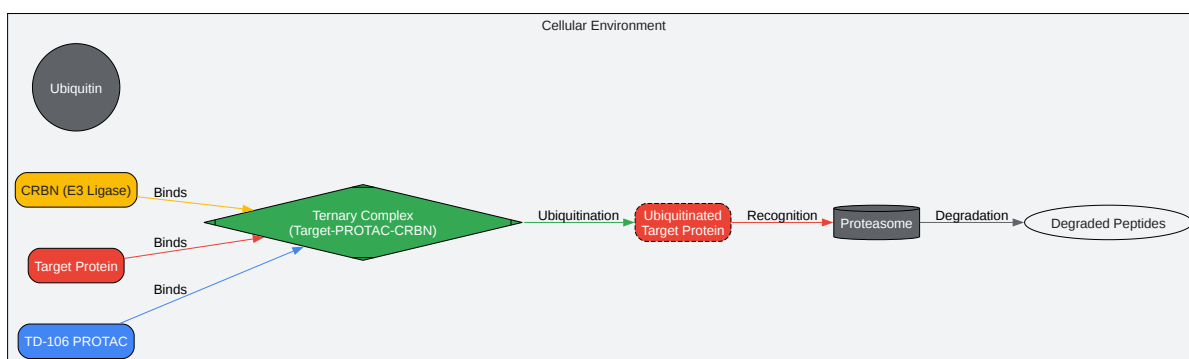 Cellular Environment
Ubiquitin
CRBN (E3 Ligase)
Binds
Target Protein
Binds
TD-106 PROTAC
Binds
Ternary Complex
(Target-PROTAC-CRBN)
Ubiquitination
Ubiquitinated
Target Protein
Recognition
Proteasome
Degradation
Degraded Peptides